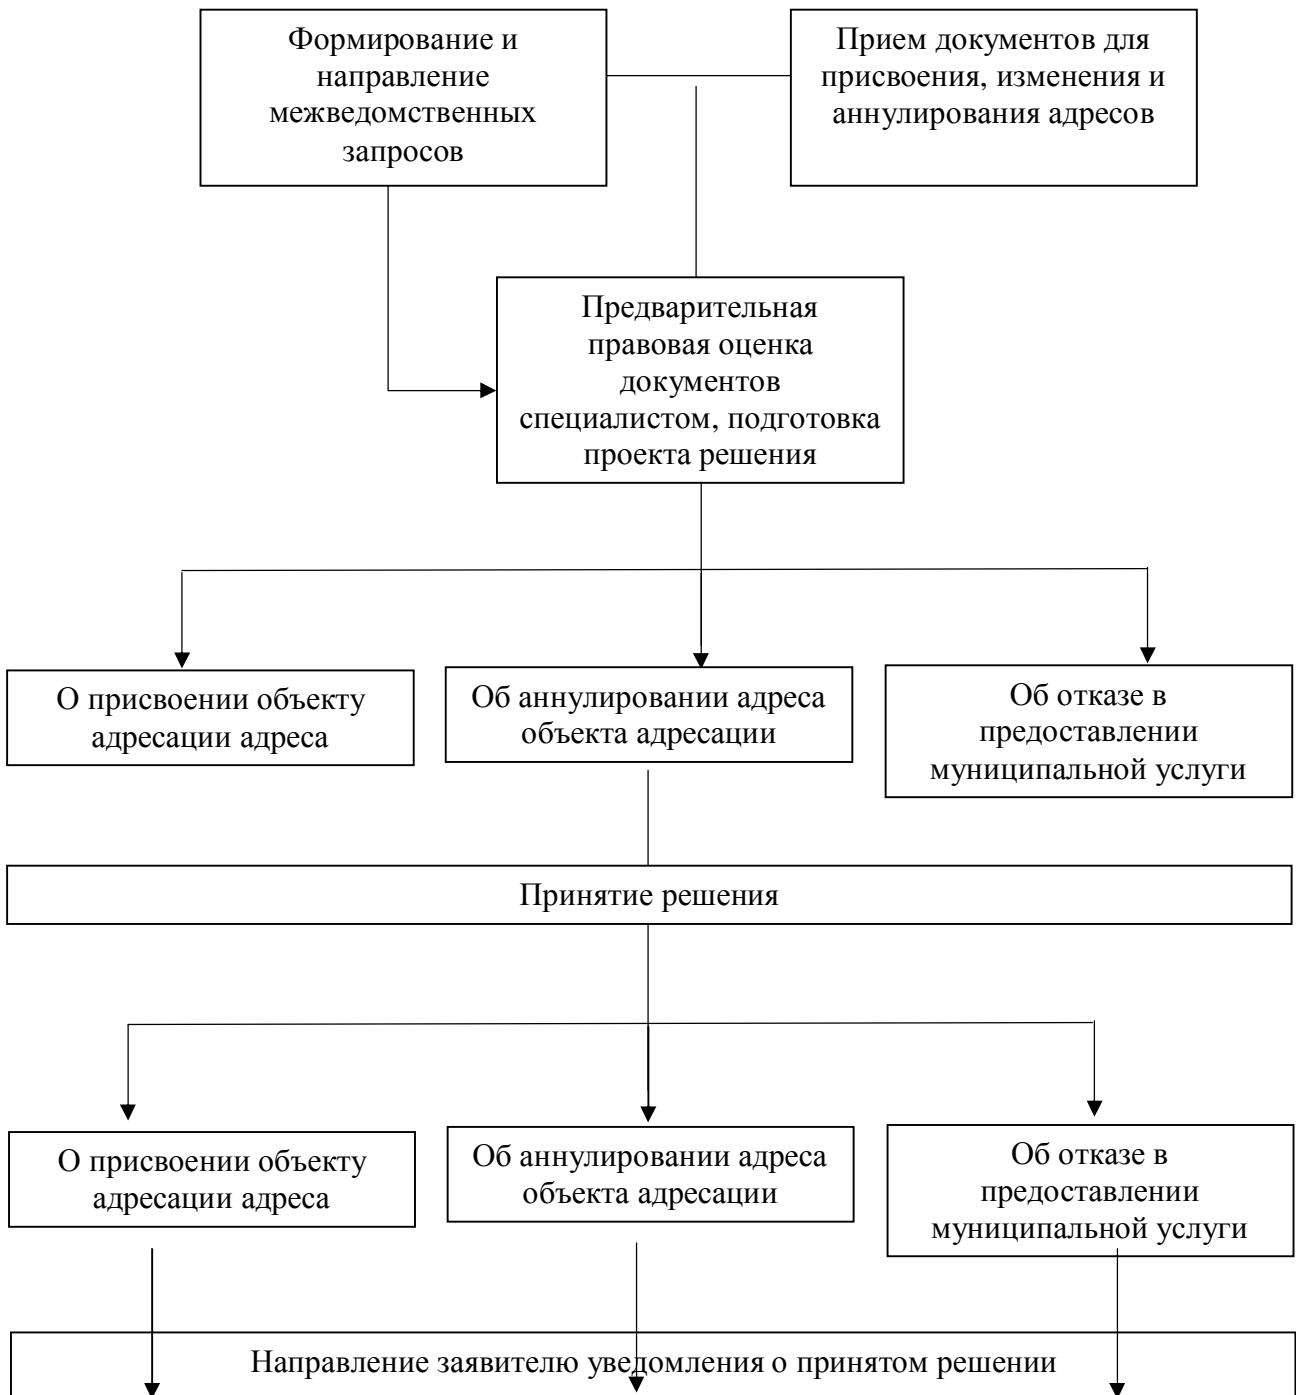 Формирование и
направление
межведомственных
запросов
Прием документов для
присвоения, изменения и
аннулирования адресов
Предварительная
правовая оценка
документов
специалистом, подготовка
проекта решения
О присвоении объекту
адресации адреса
Об аннулировании адреса
объекта адресации
Об отказе в
предоставлении
муниципальной услуги
Принятие решения
О присвоении объекту
адресации адреса
Об аннулировании адреса
объекта адресации
Об отказе в
предоставлении
муниципальной услуги
Направление заявителю уведомления о принятом решении